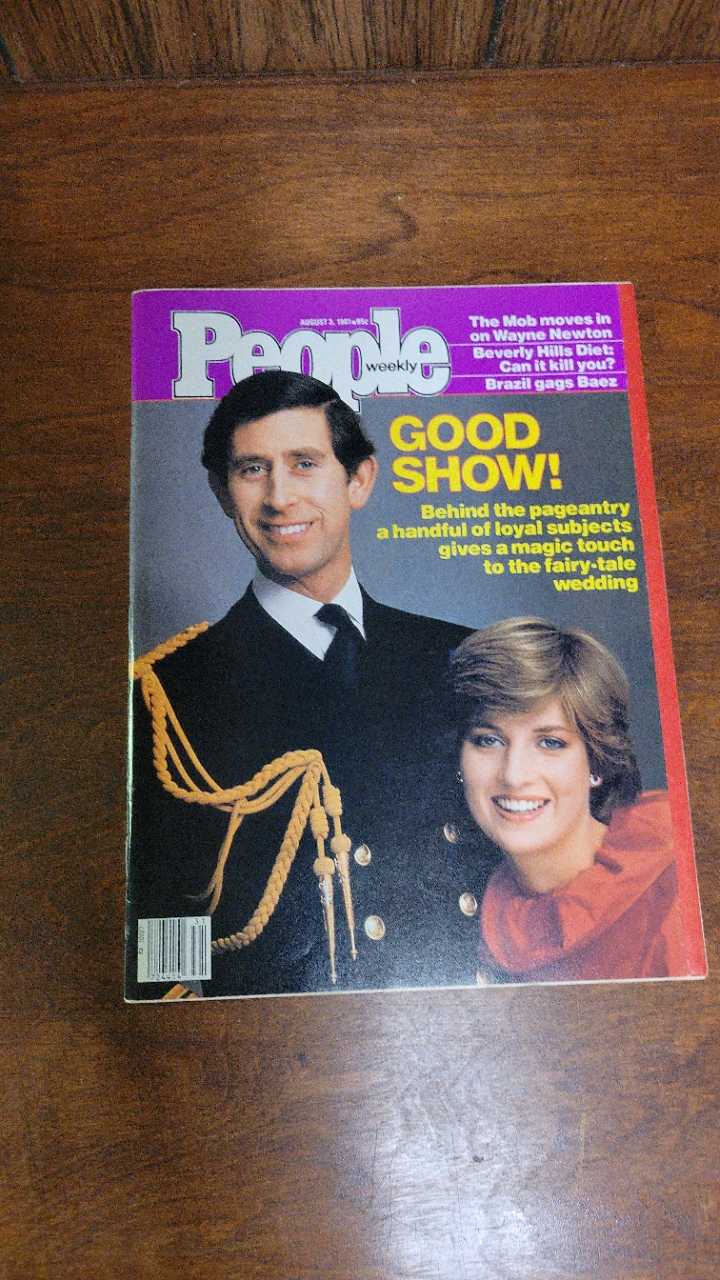 AUGUST 3, 1981 • 95c
People
weekly
The Mob moves in
on Wayne Newton
Beverly Hills Diet:
Can it kill you?
Brazil gags Baez
GOOD
SHOW!
Behind the pageantry
a handful of loyal subjects
gives a magic touch
to the fairy-tale
wedding
31